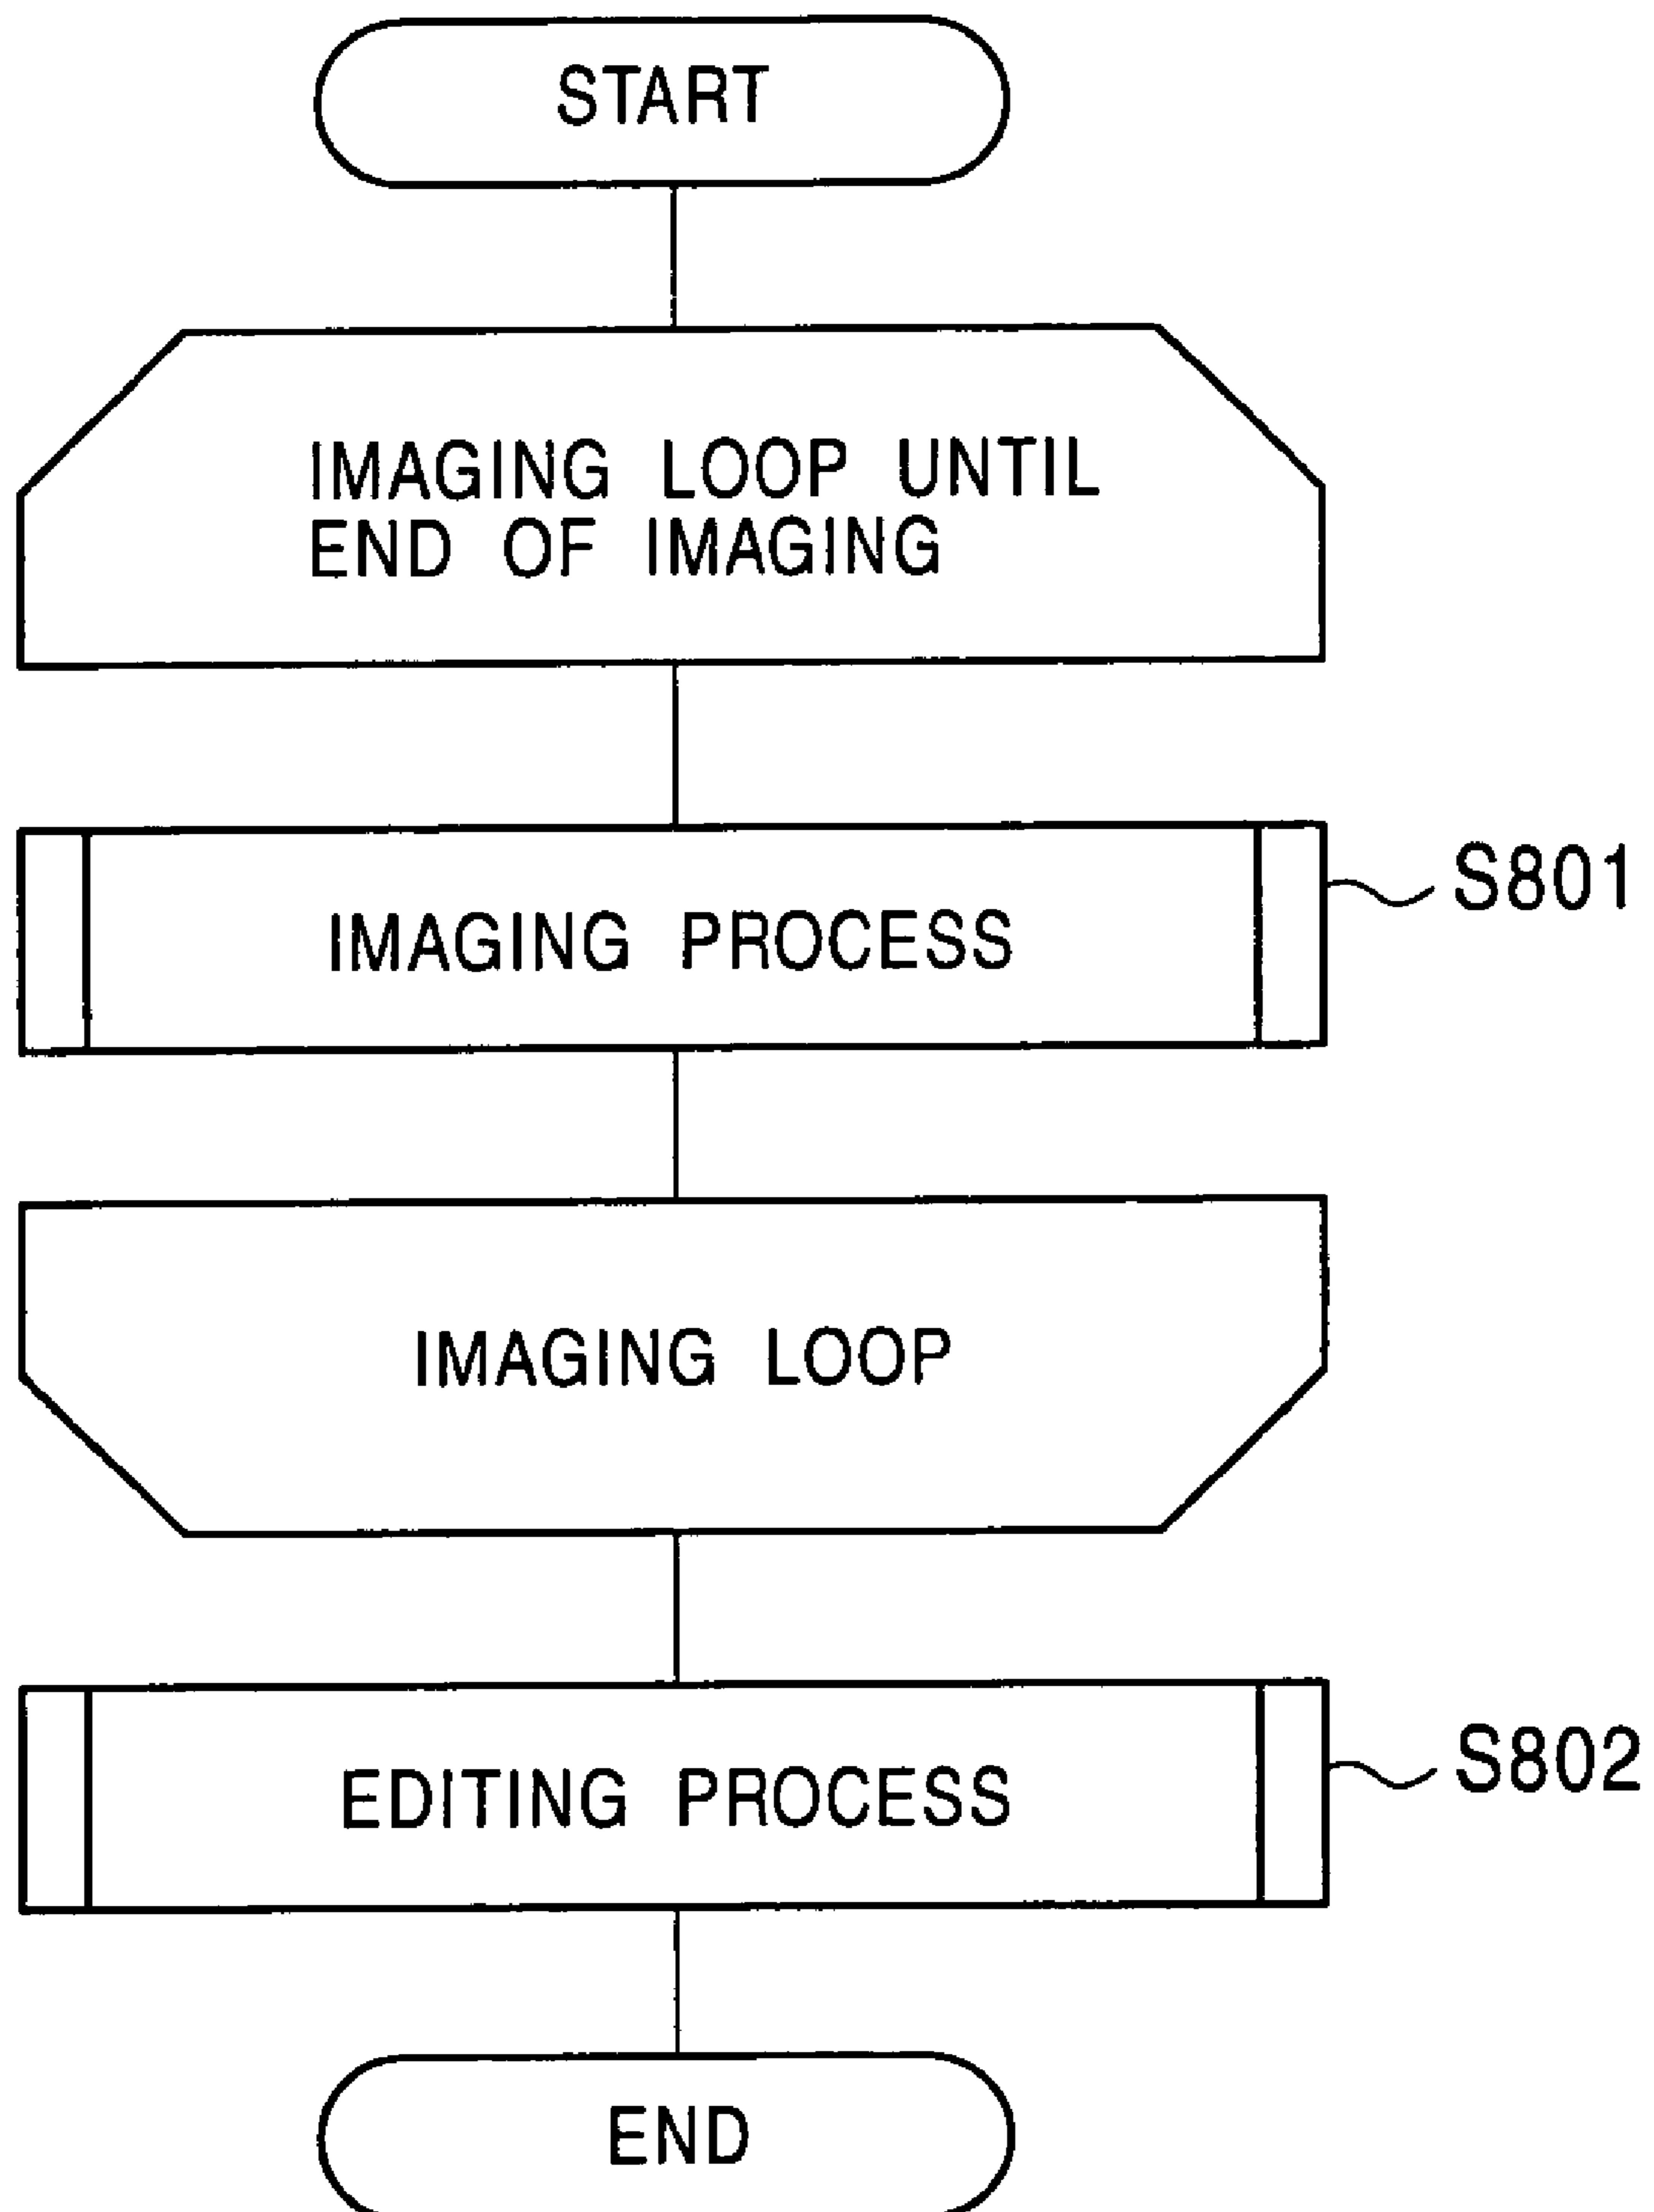 START
IMAGING LOOP UNTIL
END OF IMAGING
IMAGING PROCESS
S801
IMAGING LOOP
EDITING PROCESS
S802
END